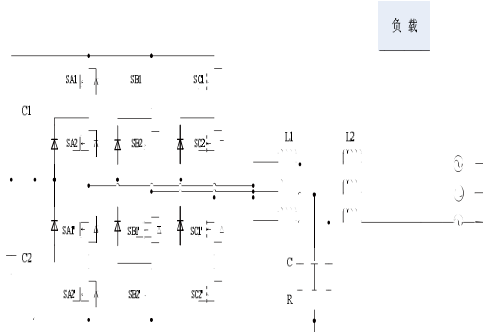 负 载
SA1 SB1 SC1
C1
SA2 SB2 SC2
L1 L2
SA1' SB1' SC1'
C2
C
SA2' SB2' SC2'
R